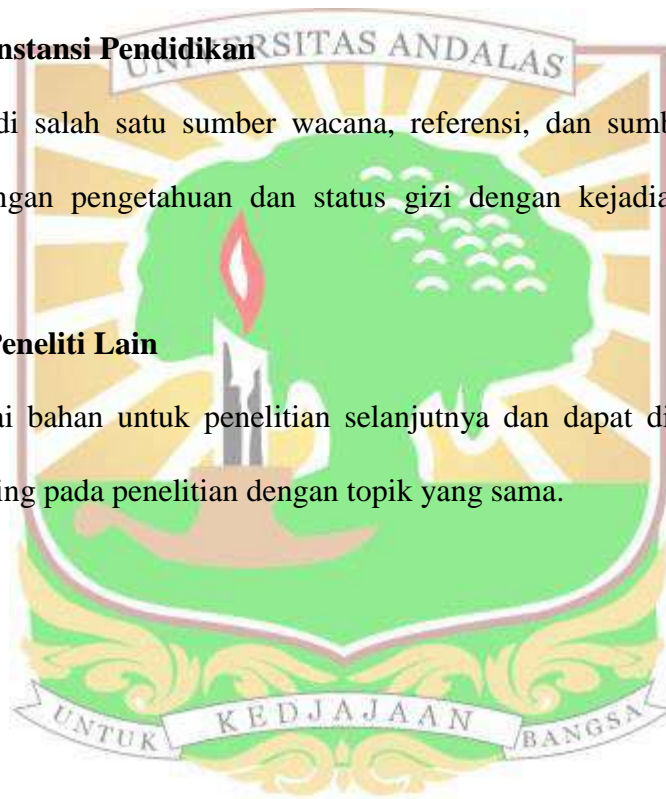 nstansi Pendidikan
UNIVERSITAS ANDALAS
di salah satu sumber wacana, referensi, dan sumb
ngan pengetahuan dan status gizi dengan kejadia
Peneliti Lain
ai bahan untuk penelitian selanjutnya dan dapat di
ing pada penelitian dengan topik yang sama.
UNTUK KEDJAJAAN BANGSA